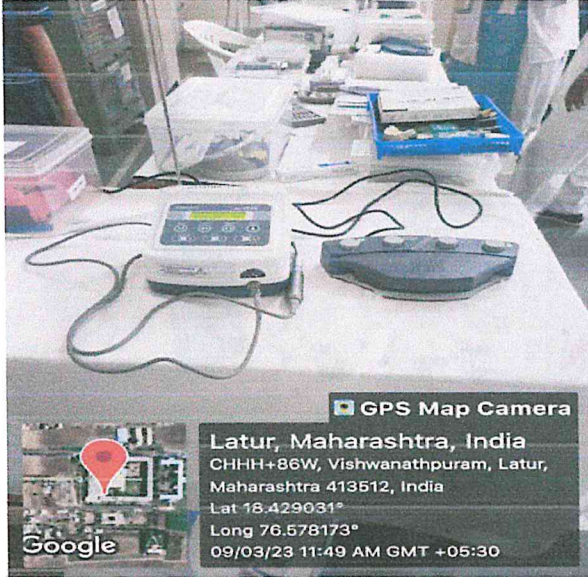 GPS Map Camera
Latur, Maharashtra, India
CHHH+86W, Vishwanathpuram, Latur,
Maharashtra 413512, India
Lat 18.429031°
Long 76.578173°
09/03/23 11:49 AM GMT +05:30
Google